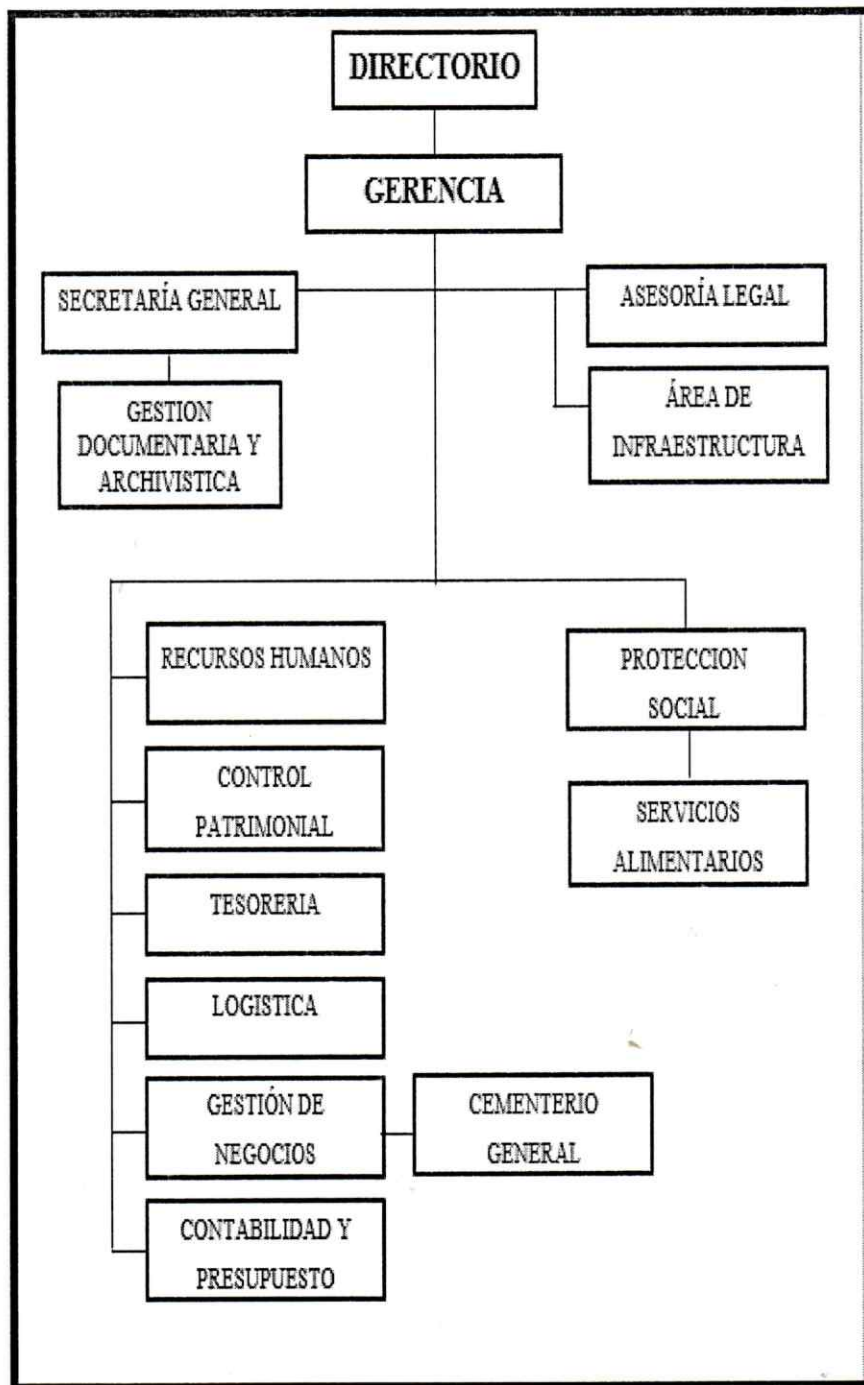 DIRECTORIO
GERENCIA
SECRETARÍA GENERAL
ASESORÍA LEGAL
GESTION
DOCUMENTARIA Y
ARCHIVISTICA
ÁREA DE
INFRAESTRUCTURA
RECURSOS HUMANOS
CONTROL
PATRIMONIAL
TESORERIA
LOGISTICA
GESTIÓN DE
NEGOCIOS
CEMENTERIO
GENERAL
CONTABILIDAD Y
PRESUPUESTO
PROTECCION
SOCIAL
SERVICIOS
ALIMENTARIOS